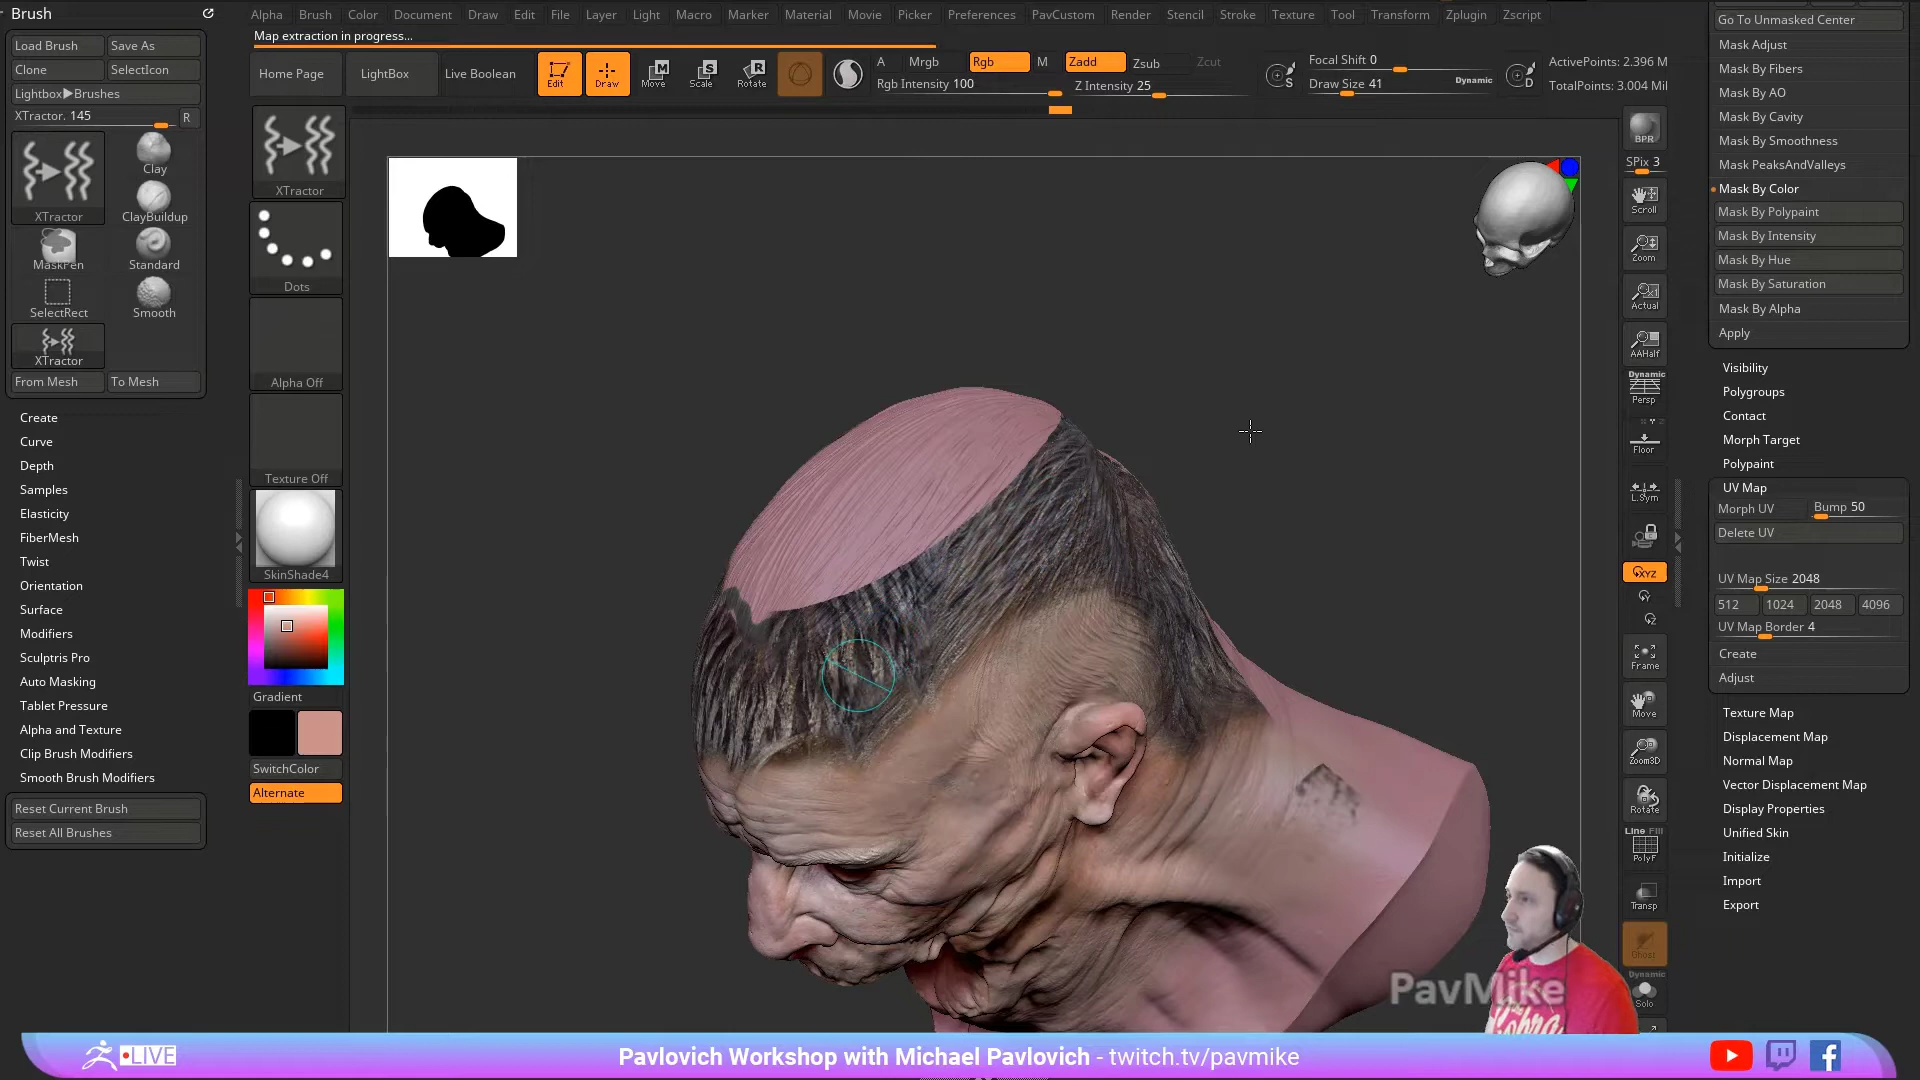 Brush
Alpha Brush Color Document Draw Edit File Layer Light Macro Marker Material Movie Picker Preferences PavCustom Render Stencil Stroke Texture Tool Transform Zplugin Zscript
Map extraction in progress...
Load Brush Save As
Clone SelectIcon
Lightbox▶Brushes
XTractor. 145 R
XTractor
Clay
ClayBuildup
MaskPen
Standard
SelectRect
Smooth
XTractor
From Mesh To Mesh
Create
Curve
Depth
Samples
Elasticity
FiberMesh
Twist
Orientation
Surface
Modifiers
Sculptris Pro
Auto Masking
Tablet Pressure
Alpha and Texture
Clip Brush Modifiers
Smooth Brush Modifiers
Reset Current Brush
Reset All Brushes
Home Page LightBox Live Boolean
Edit Draw Move Scale Rotate
A Mrgb Rgb M Zadd Zsub Zcut
Rgb Intensity 100 Z Intensity 25
Focal Shift 0
Draw Size 41 Dynamic
S D
ActivePoints: 2.396 M
TotalPoints: 3.004 Mil
XTractor
Dots
Alpha Off
Texture Off
SkinShade4
Gradient
SwitchColor
Alternate
BPR
SPix 3
Scroll
Zoom
Actual
AAHalf
Dynamic
Persp
Floor
L.Sym
XYZ
Frame
Move
Zoom3D
Rotate
Line Fill
PolyF
Transp
Ghost
Dynamic
Solo
Go To Unmasked Center
Mask Adjust
Mask By Fibers
Mask By AO
Mask By Cavity
Mask By Smoothness
Mask PeaksAndValleys
Mask By Color
Mask By Polypaint
Mask By Intensity
Mask By Hue
Mask By Saturation
Mask By Alpha
Apply
Visibility
Polygroups
Contact
Morph Target
Polypaint
UV Map
Morph UV Bump 50
Delete UV
UV Map Size 2048
512 1024 2048 4096
UV Map Border 4
Create
Adjust
Texture Map
Displacement Map
Normal Map
Vector Displacement Map
Display Properties
Unified Skin
Initialize
Import
Export
PavMike
Cobra
LIVE
Pavlovich Workshop with Michael Pavlovich - twitch.tv/pavmike